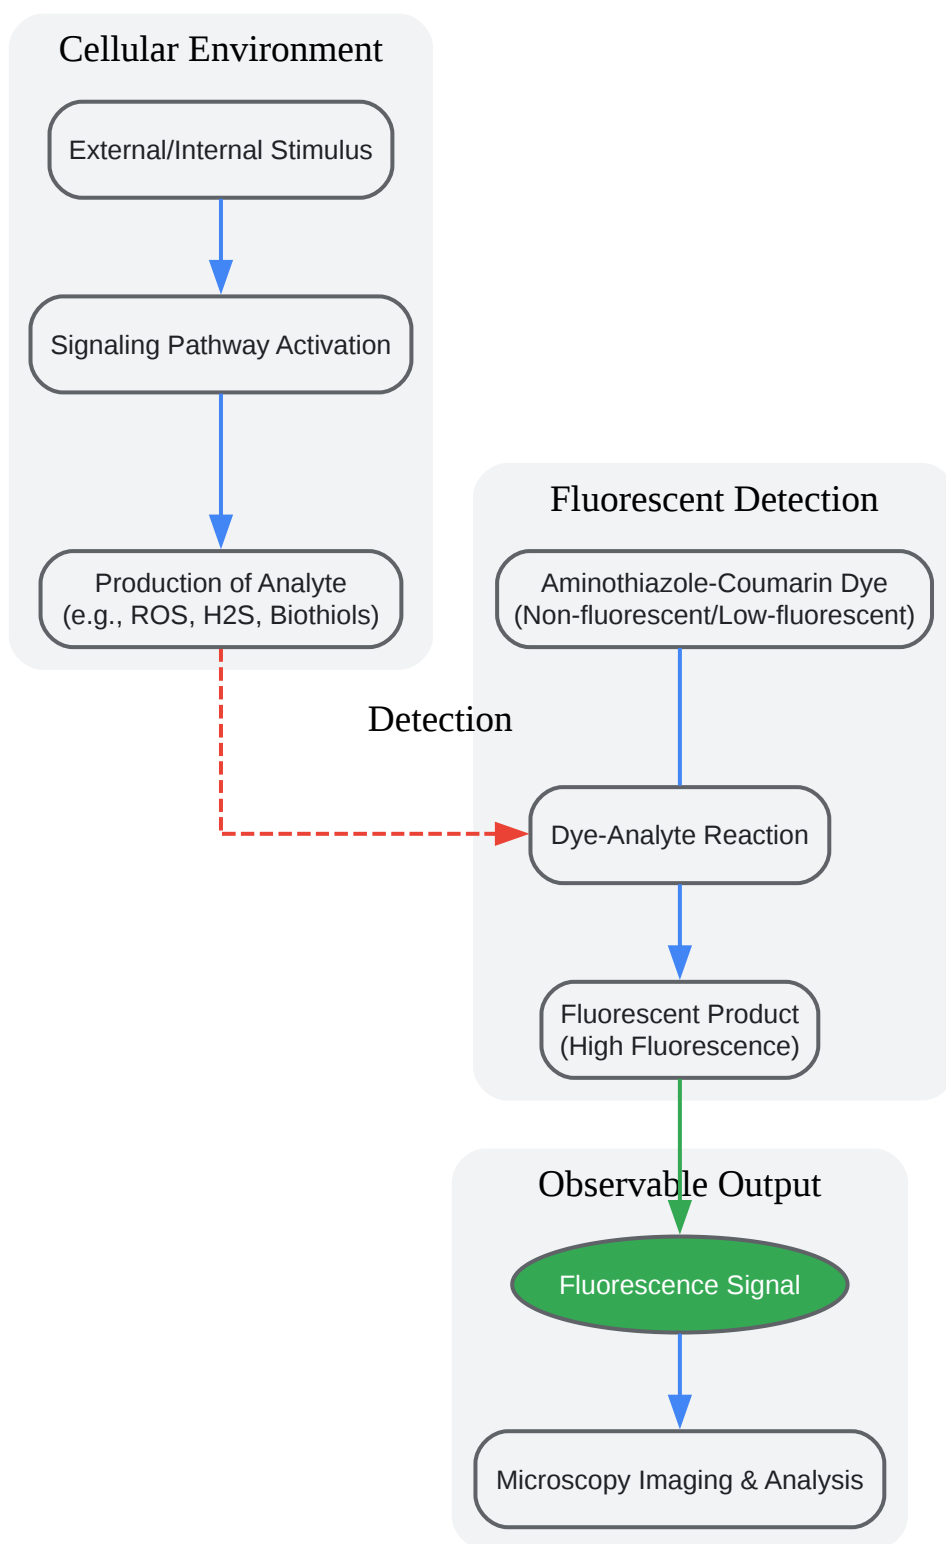 Cellular Environment
External/Internal Stimulus
Signaling Pathway Activation
Production of Analyte
(e.g., ROS, H2S, Biothiols)
Detection
Fluorescent Detection
Aminothiazole-Coumarin Dye
(Non-fluorescent/Low-fluorescent)
Dye-Analyte Reaction
Fluorescent Product
(High Fluorescence)
Observable Output
Fluorescence Signal
Microscopy Imaging & Analysis